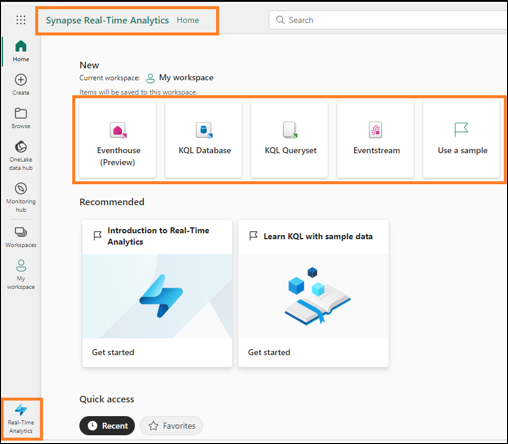 Synapse Real-Time Analytics Home
Search
Home
Create
Browse
OneLake
data hub
Monitoring
hub
Workspaces
My
workspace
Real-Time
Analytics
New
Current workspace: My workspace
Items will be saved to this workspace.
Eventhouse
(Preview)
KQL Database
KQL Queryset
Eventstream
Use a sample
Recommended
Introduction to Real-Time
Analytics
Get started
Learn KQL with sample data
Get started
Quick access
Recent
Favorites